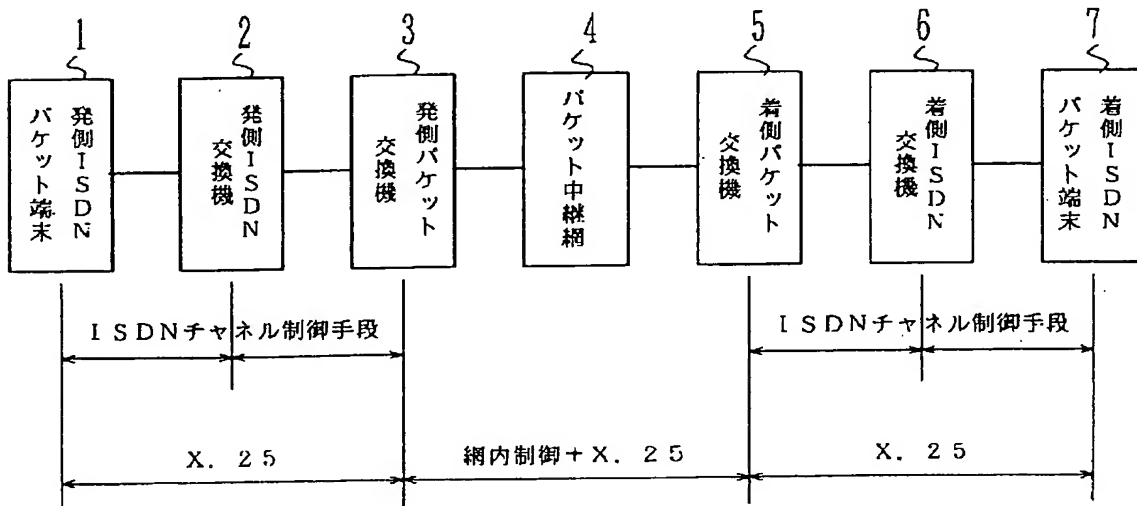 1
2
3
4
5
6
7
発側ISDN
パケット端末
発側ISDN
交換機
発側パケット
交換機
パケット中継網
着側パケット
交換機
着側ISDN
交換機
着側ISDN
パケット端末
ISDNチャネル制御手段
ISDNチャネル制御手段
X.25
網内制御+X.25
X.25